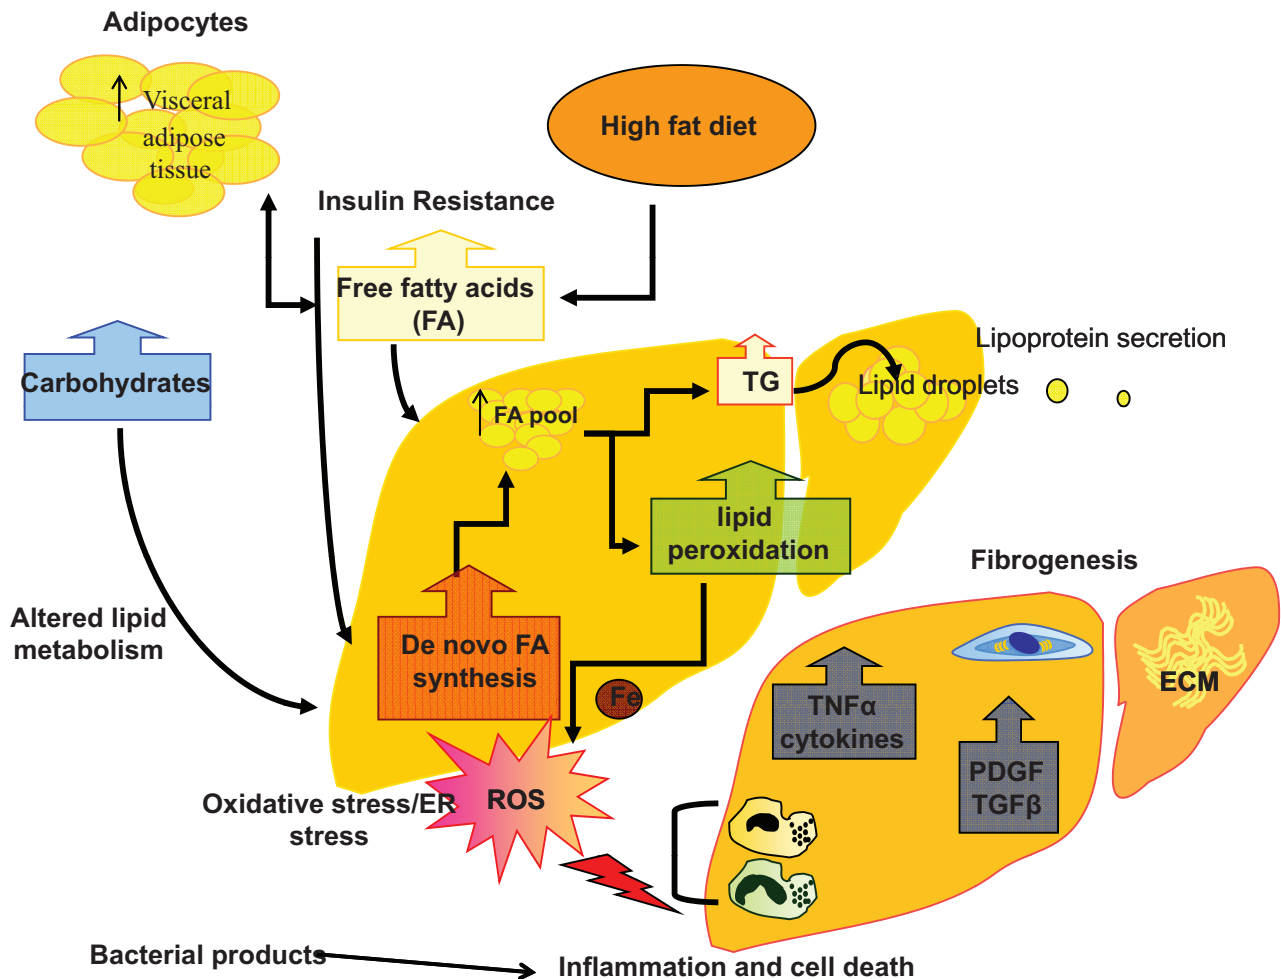 Adipocytes
Visceral
adipose
tissue
High fat diet
Insulin Resistance
Free fatty acids
(FA)
Carbohydrates
Lipoprotein secretion
TG
Lipid droplets
FA pool
lipid
peroxidation
Fibrogenesis
Altered lipid
metabolism
De novo FA
synthesis
Fe
ECM
TNFα
cytokines
PDGF
TGFβ
ROS
Oxidative stress/ER
stress
Bacterial products
Inflammation and cell death